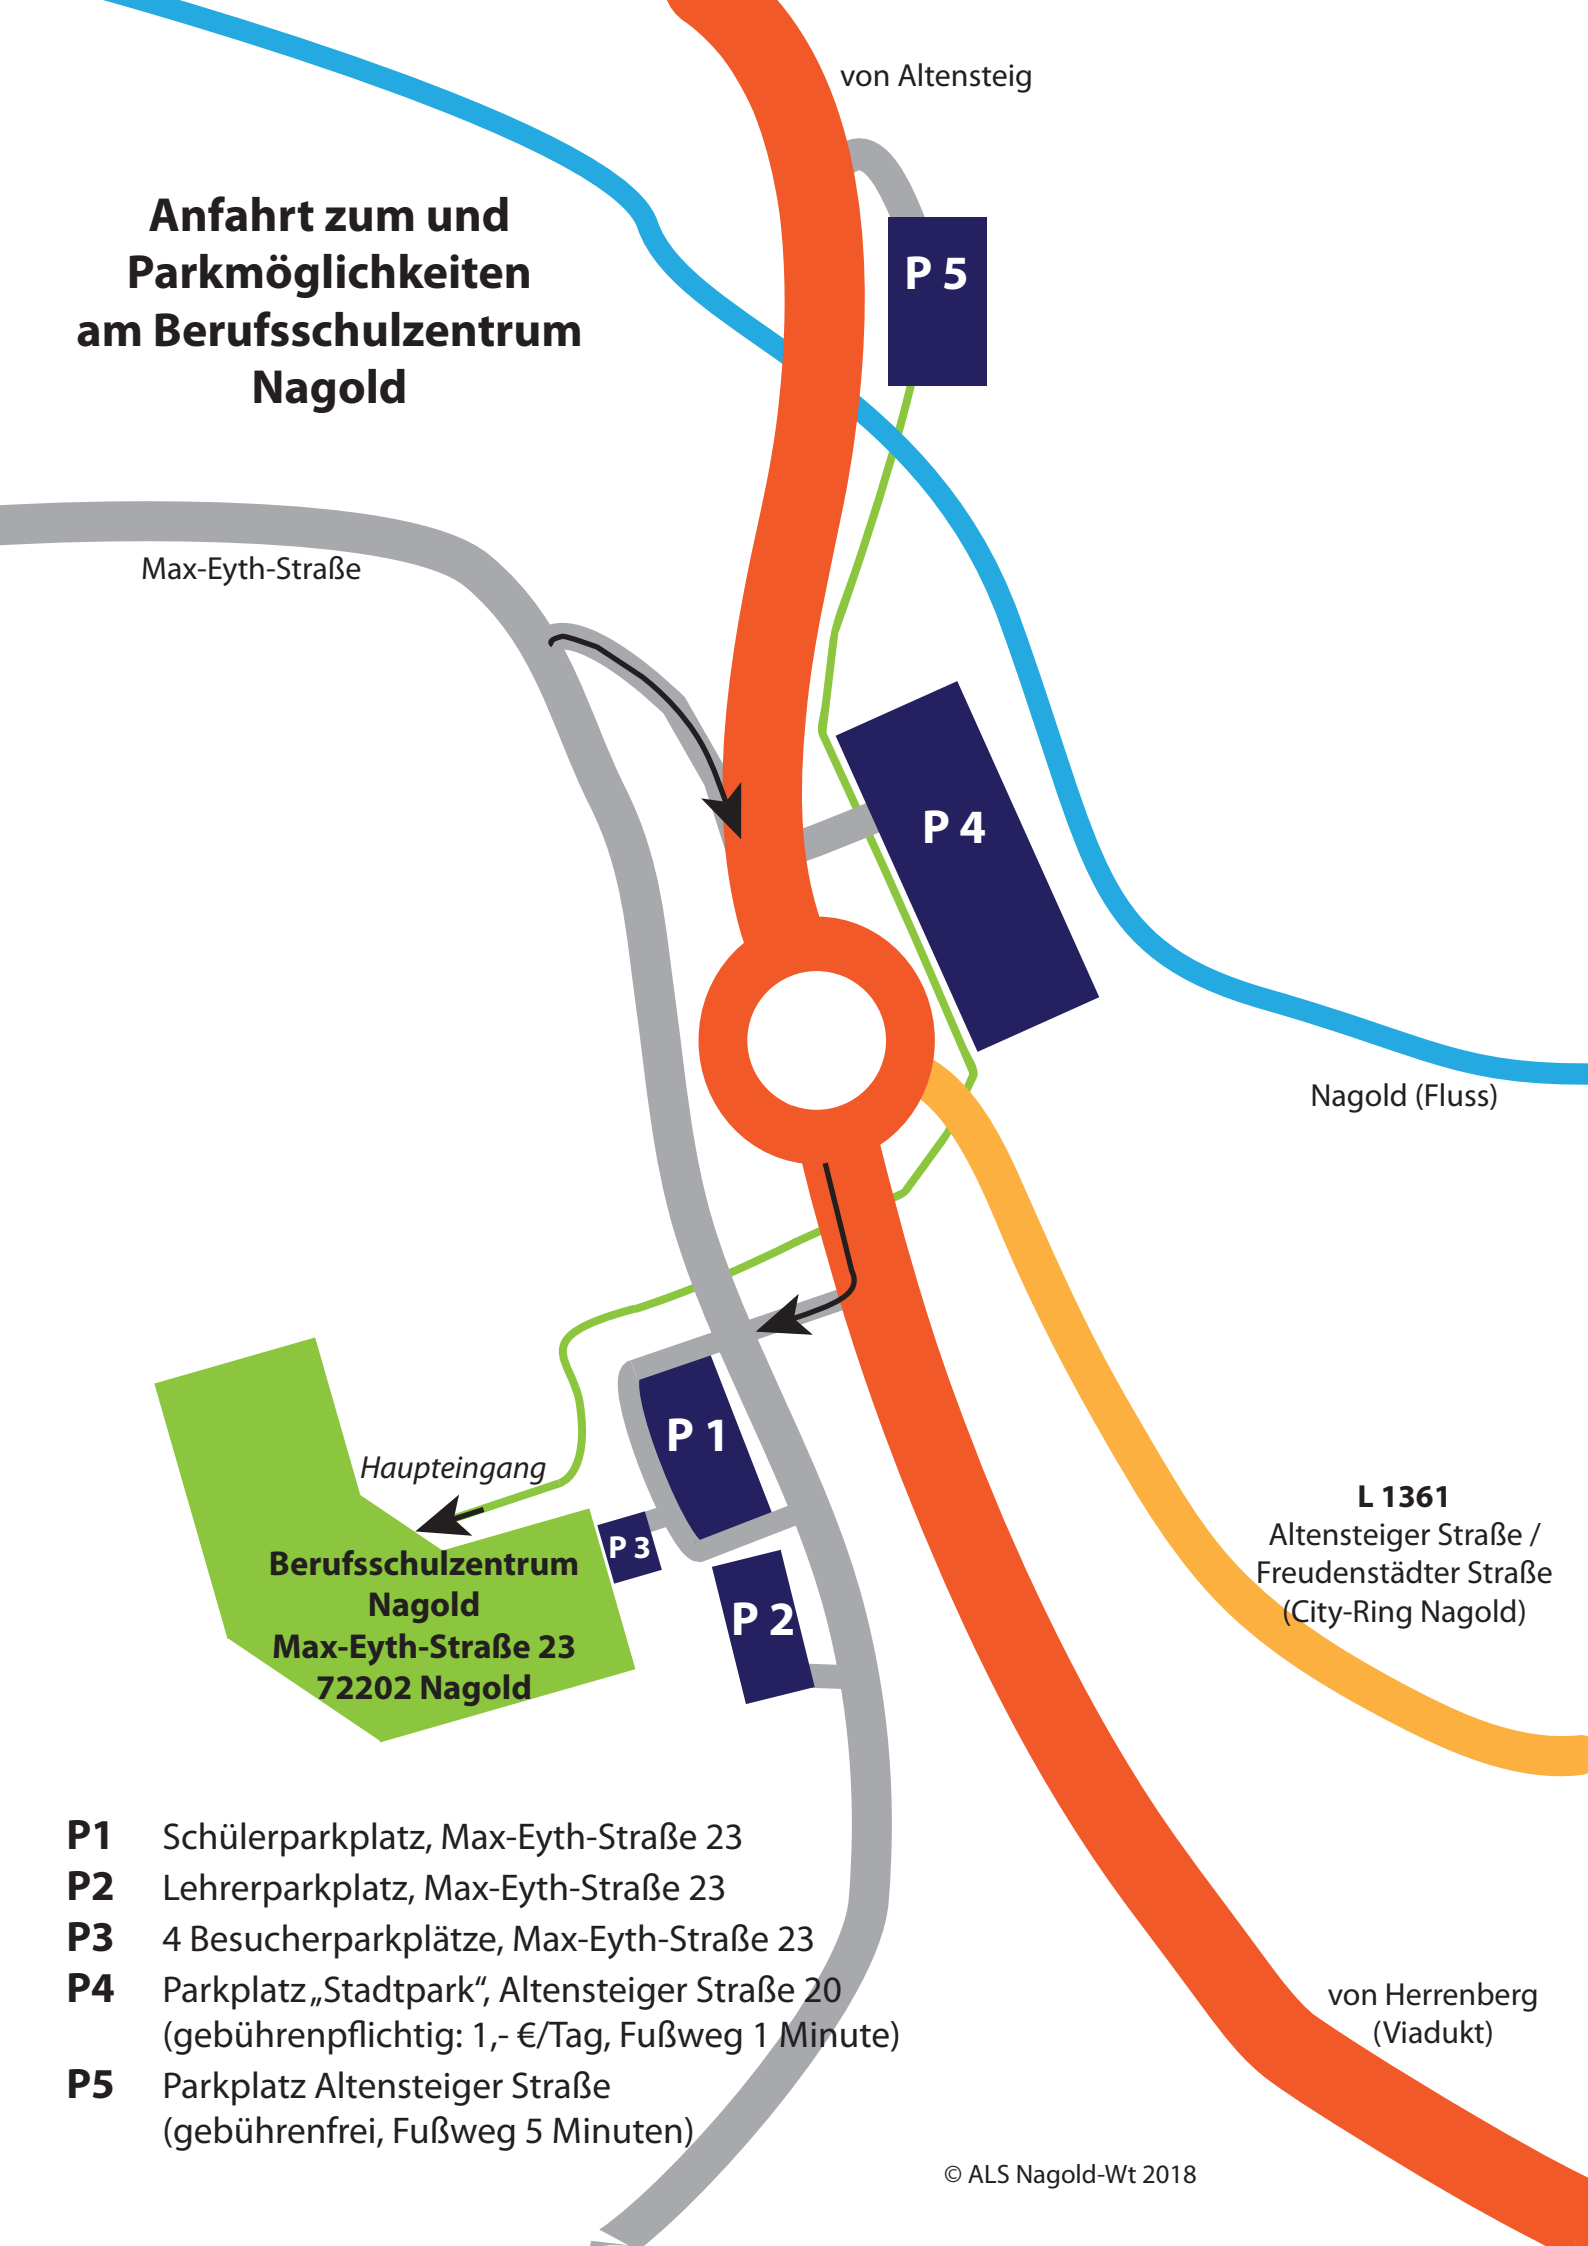 von Altensteig
Anfahrt zum und
Parkmöglichkeiten
am Berufsschulzentrum
Nagold
P 5
Max-Eyth-Straße
P 4
Nagold (Fluss)
P 1
Haupteingang
L 1361
Altensteiger Straße /
Freudenstädter Straße
(City-Ring Nagold)
P 3
Berufsschulzentrum
Nagold
Max-Eyth-Straße 23
72202 Nagold
P 2
P1 Schülerparkplatz, Max-Eyth-Straße 23
P2 Lehrerparkplatz, Max-Eyth-Straße 23
P3 4 Besucherparkplätze, Max-Eyth-Straße 23
P4 Parkplatz „Stadtpark“, Altensteiger Straße 20
(gebührenpflichtig: 1,- €/Tag, Fußweg 1 Minute)
P5 Parkplatz Altensteiger Straße
(gebührenfrei, Fußweg 5 Minuten)
von Herrenberg
(Viadukt)
© ALS Nagold-Wt 2018